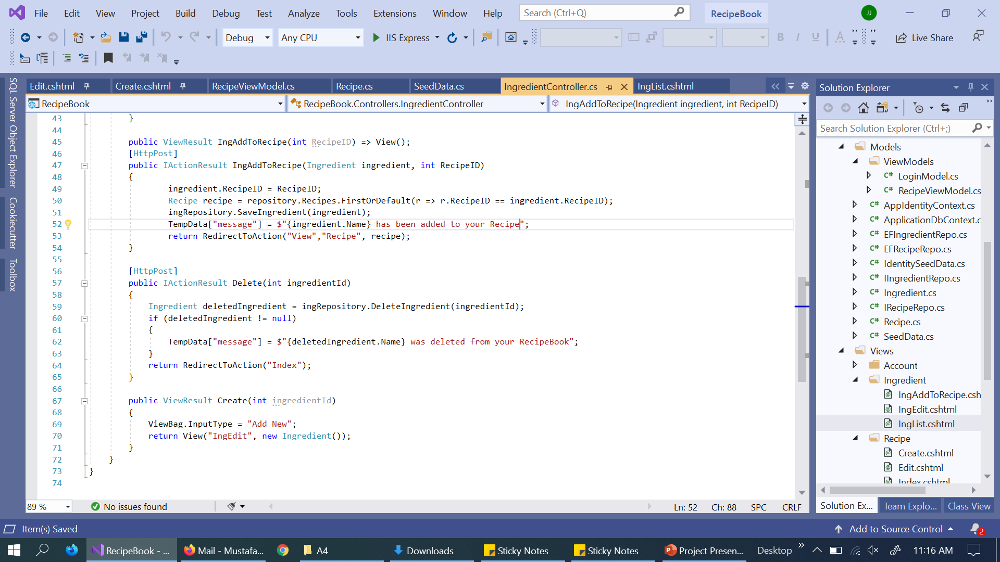 File Edit View Project Build Debug Test Analyze Tools Extensions Window Help Search (Ctrl+Q) RecipeBook JJ
Debug Any CPU IIS Express Live Share
Edit.cshtml Create.cshtml RecipeViewModel.cs Recipe.cs SeedData.cs IngredientController.cs IngList.cshtml
RecipeBook RecipeBook.Controllers.IngredientController IngAddToRecipe(Ingredient ingredient, int RecipeID)
SQL Server Object Explorer
Cookiecutter
Toolbox
43 }
44
45 public ViewResult IngAddToRecipe(int RecipeID) => View();
46 [HttpPost]
47 public IActionResult IngAddToRecipe(Ingredient ingredient, int RecipeID)
48 {
49 ingredient.RecipeID = RecipeID;
50 Recipe recipe = repository.Recipes.FirstOrDefault(r => r.RecipeID == ingredient.RecipeID);
51 ingRepository.SaveIngredient(ingredient);
52 TempData["message"] = $"{ingredient.Name} has been added to your Recipe";
53 return RedirectToAction("View","Recipe", recipe);
54 }
55
56 [HttpPost]
57 public IActionResult Delete(int ingredientId)
58 {
59 Ingredient deletedIngredient = ingRepository.DeleteIngredient(ingredientId);
60 if (deletedIngredient != null)
61 {
62 TempData["message"] = $"{deletedIngredient.Name} was deleted from your RecipeBook";
63 }
64 return RedirectToAction("Index");
65 }
66
67 public ViewResult Create(int ingredientId)
68 {
69 ViewBag.InputType = "Add New";
70 return View("IngEdit", new Ingredient());
71 }
72 }
73 }
74
89 % No issues found Ln: 52 Ch: 88 SPC CRLF
Solution Explorer
Search Solution Explorer (Ctrl+;)
Models
ViewModels
C# LoginModel.cs
C# RecipeViewModel.cs
C# AppIdentityContext.cs
C# ApplicationDbContext.c
C# EFIngredientRepo.cs
C# EFRecipeRepo.cs
C# IdentitySeedData.cs
C# IIngredientRepo.cs
C# Ingredient.cs
C# IRecipeRepo.cs
C# Recipe.cs
C# SeedData.cs
Views
Account
Ingredient
IngAddToRecipe.csh
IngEdit.cshtml
IngList.cshtml
Recipe
Create.cshtml
Edit.cshtml
Index.cshtml
Solution Ex... Team Explo... Class View
Item(s) Saved Add to Source Control 2
RecipeBook - ... Mail - Mustafa... A4 Downloads Sticky Notes Sticky Notes Project Presen... Desktop 11:16 AM